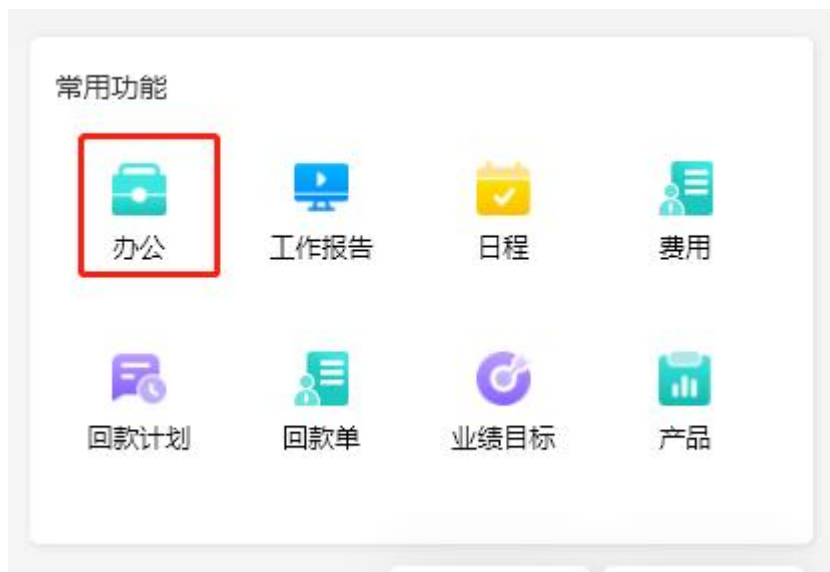 常用功能
办公 工作报告 日程 费用
回款计划 回款单 业绩目标 产品